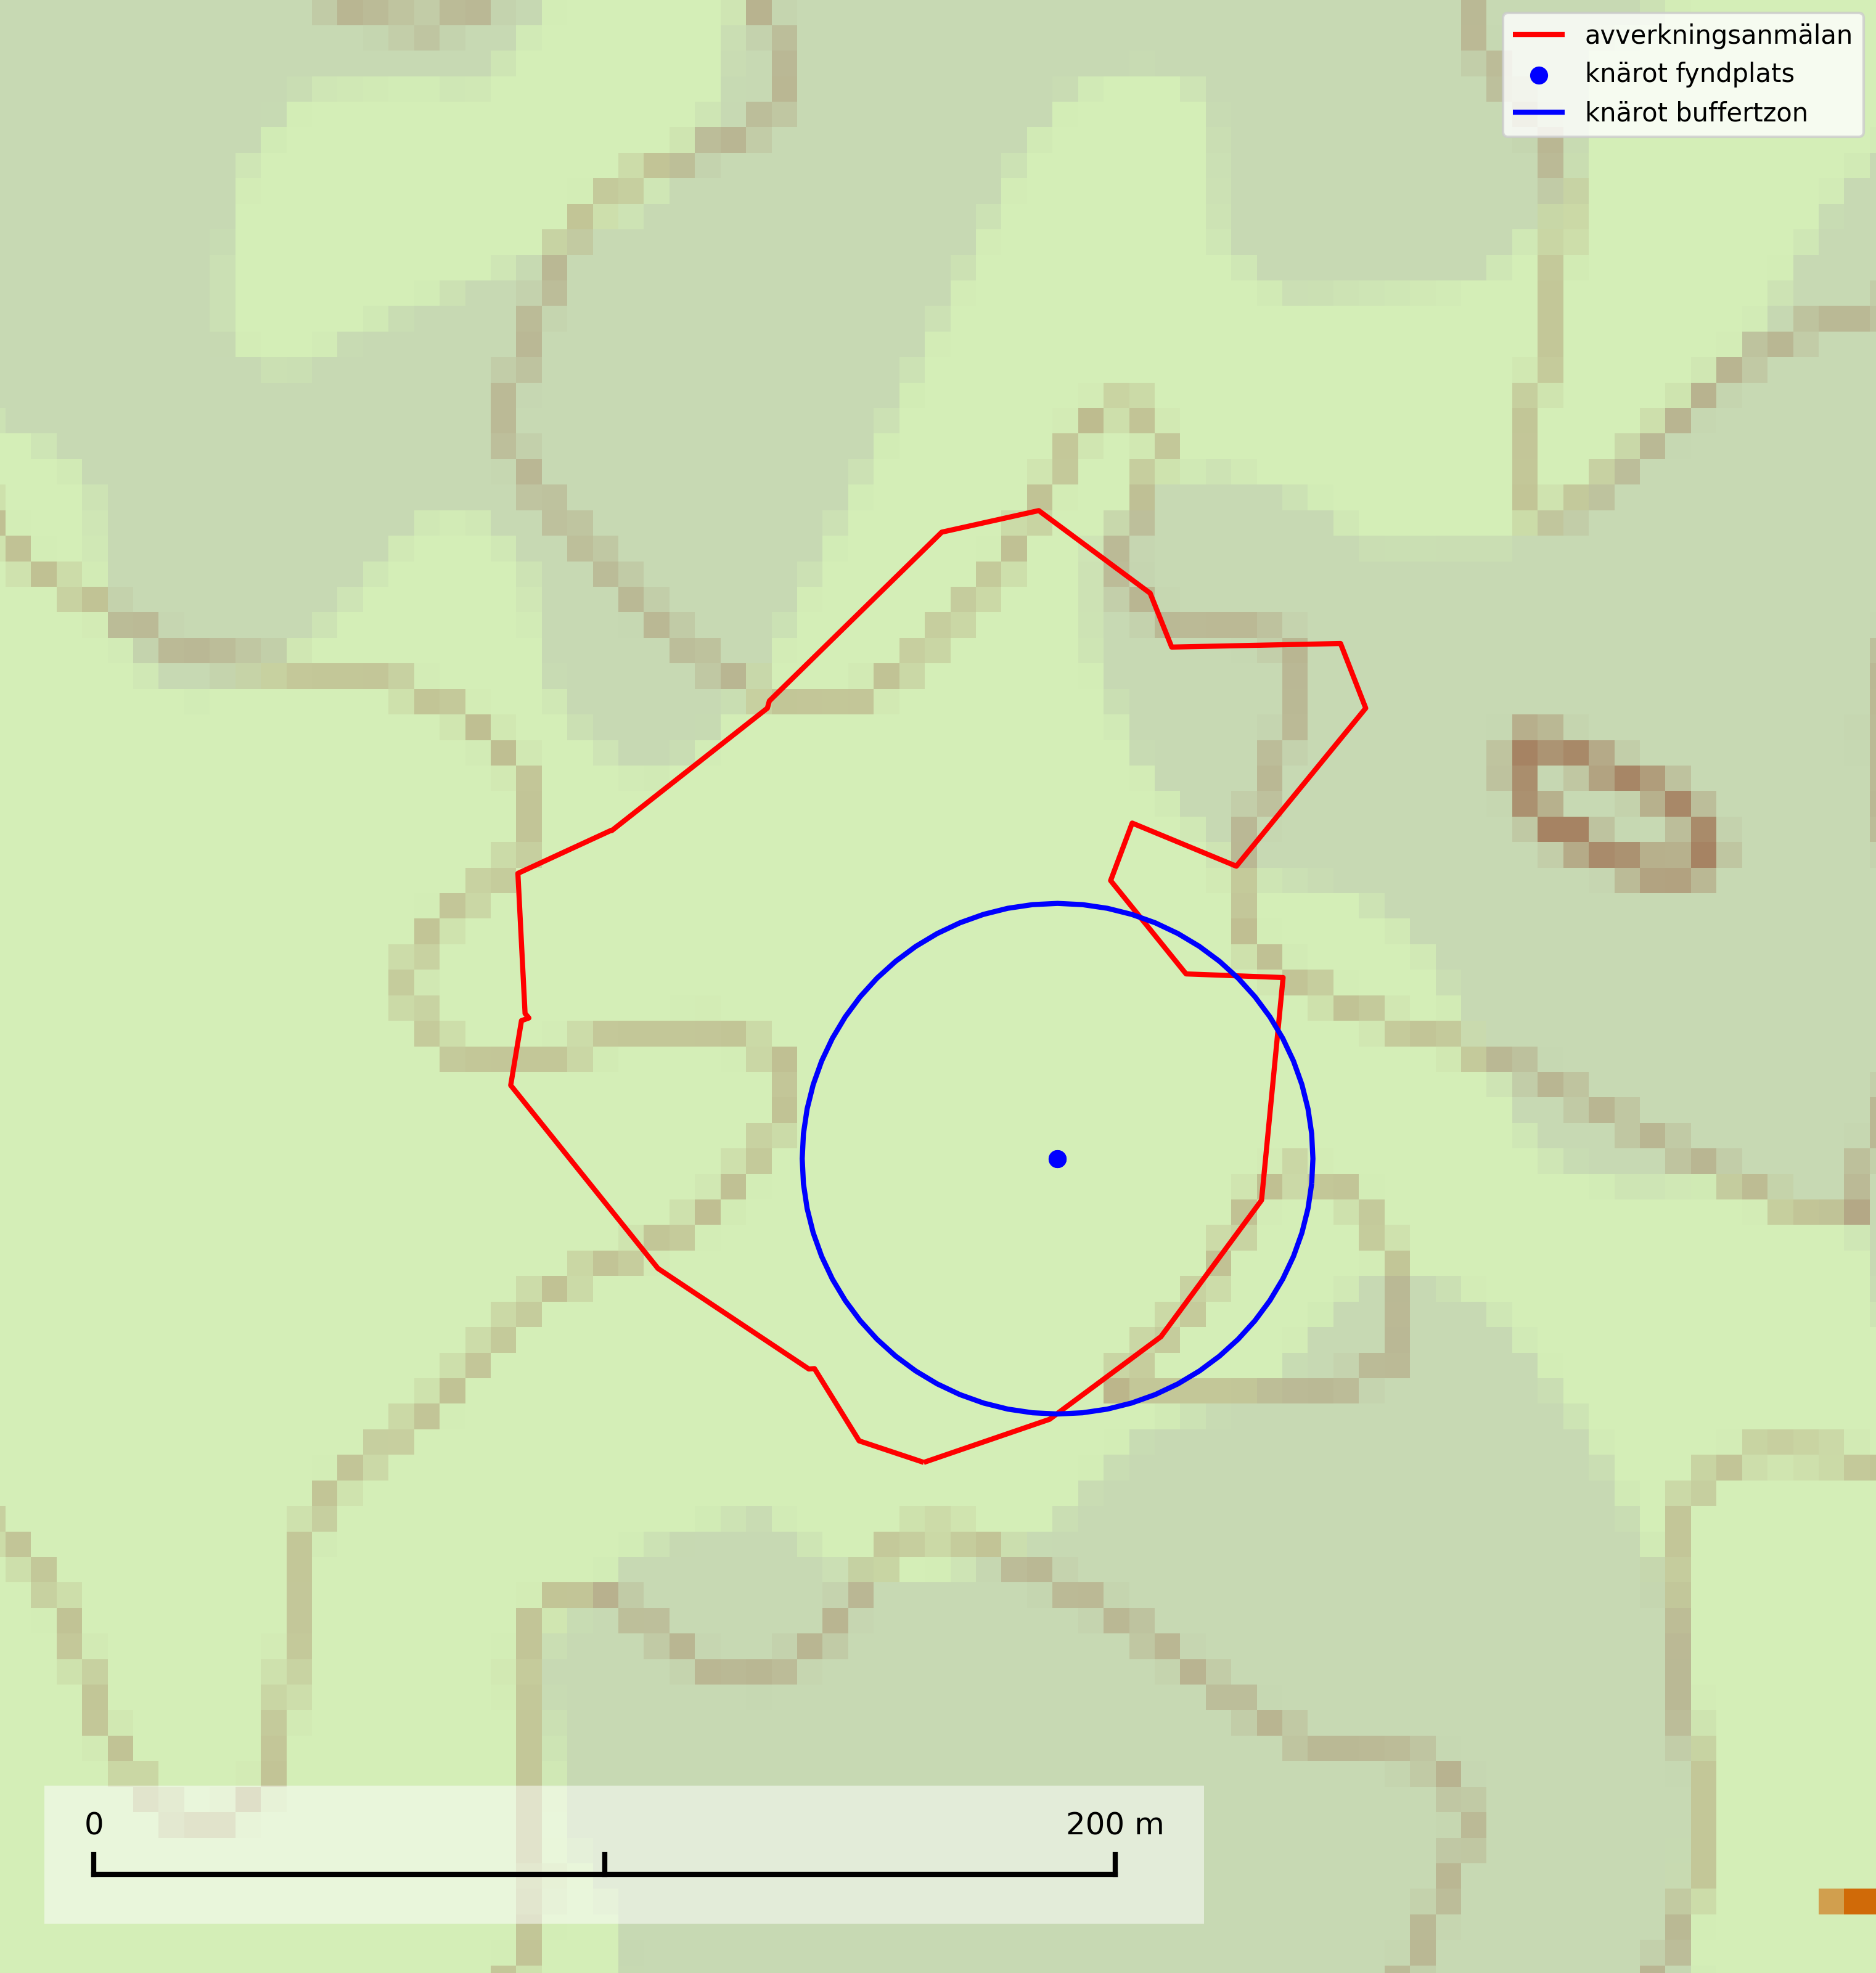 avverkningsanmälan
knärot fyndplats
knärot buffertzon
0 200 m